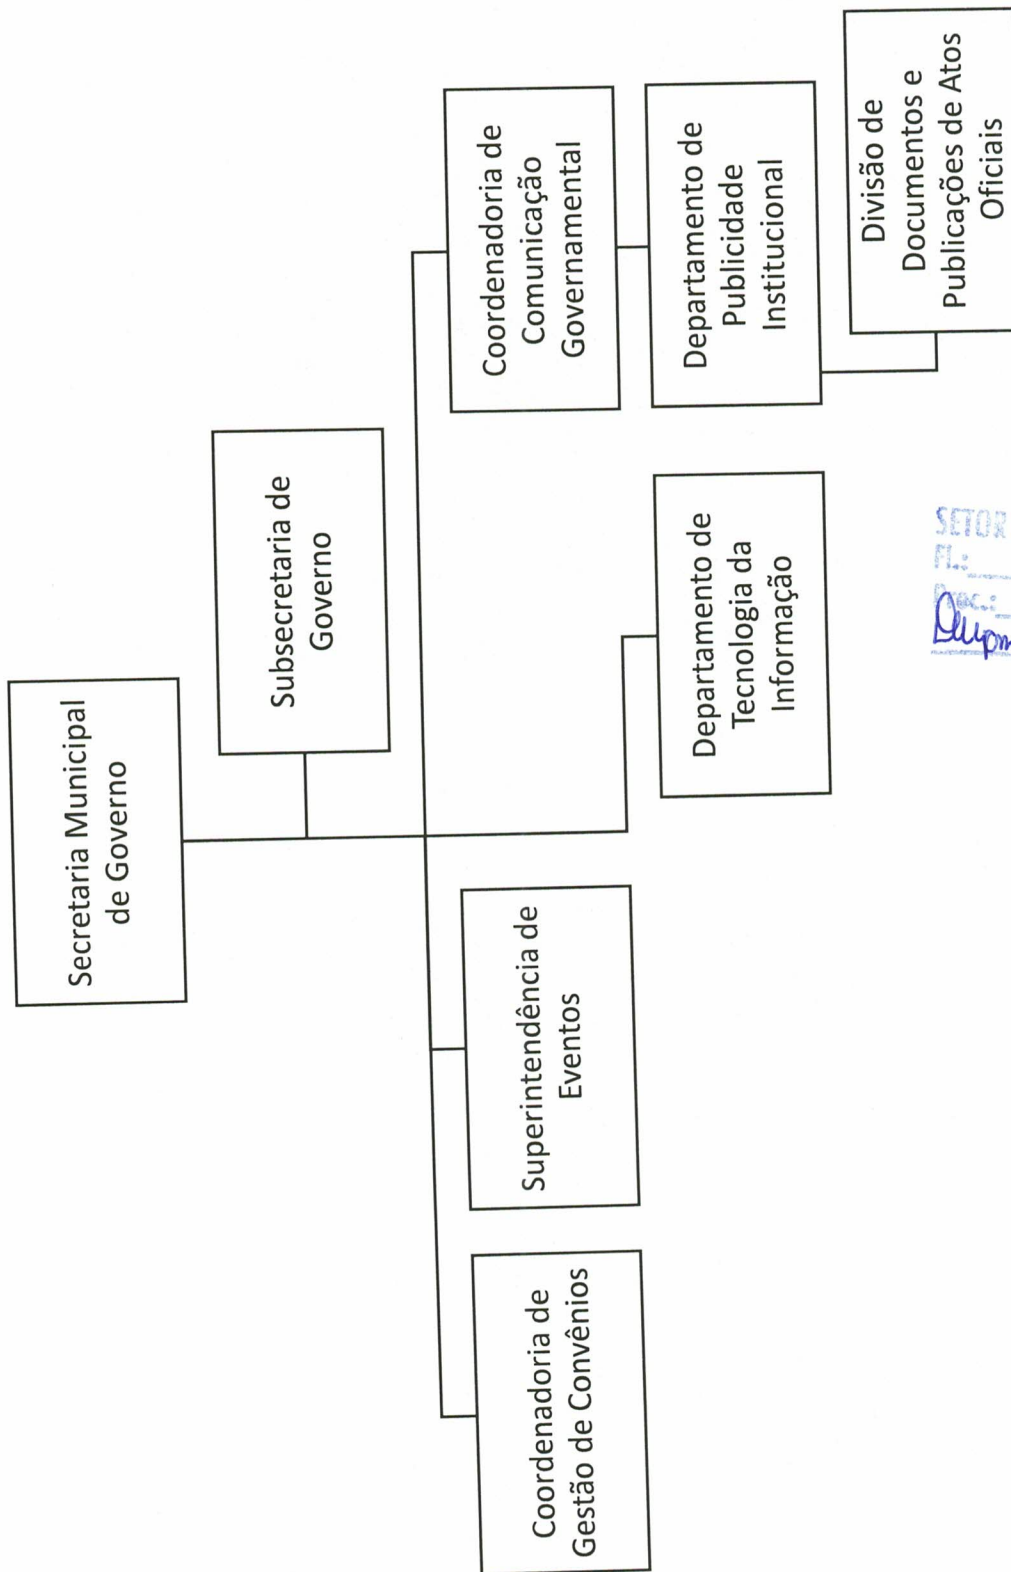 Secretaria Municipal
de Governo
Subsecretaria de
Governo
Coordenadoria de
Gestão de Convênios
Superintendência de
Eventos
Departamento de
Tecnologia da
Informação
Coordenadoria de
Comunicação
Governamental
Departamento de
Publicidade
Institucional
Divisão de
Documentos e
Publicações de Atos
Oficiais
SETOR
Fl.:
Proc.: